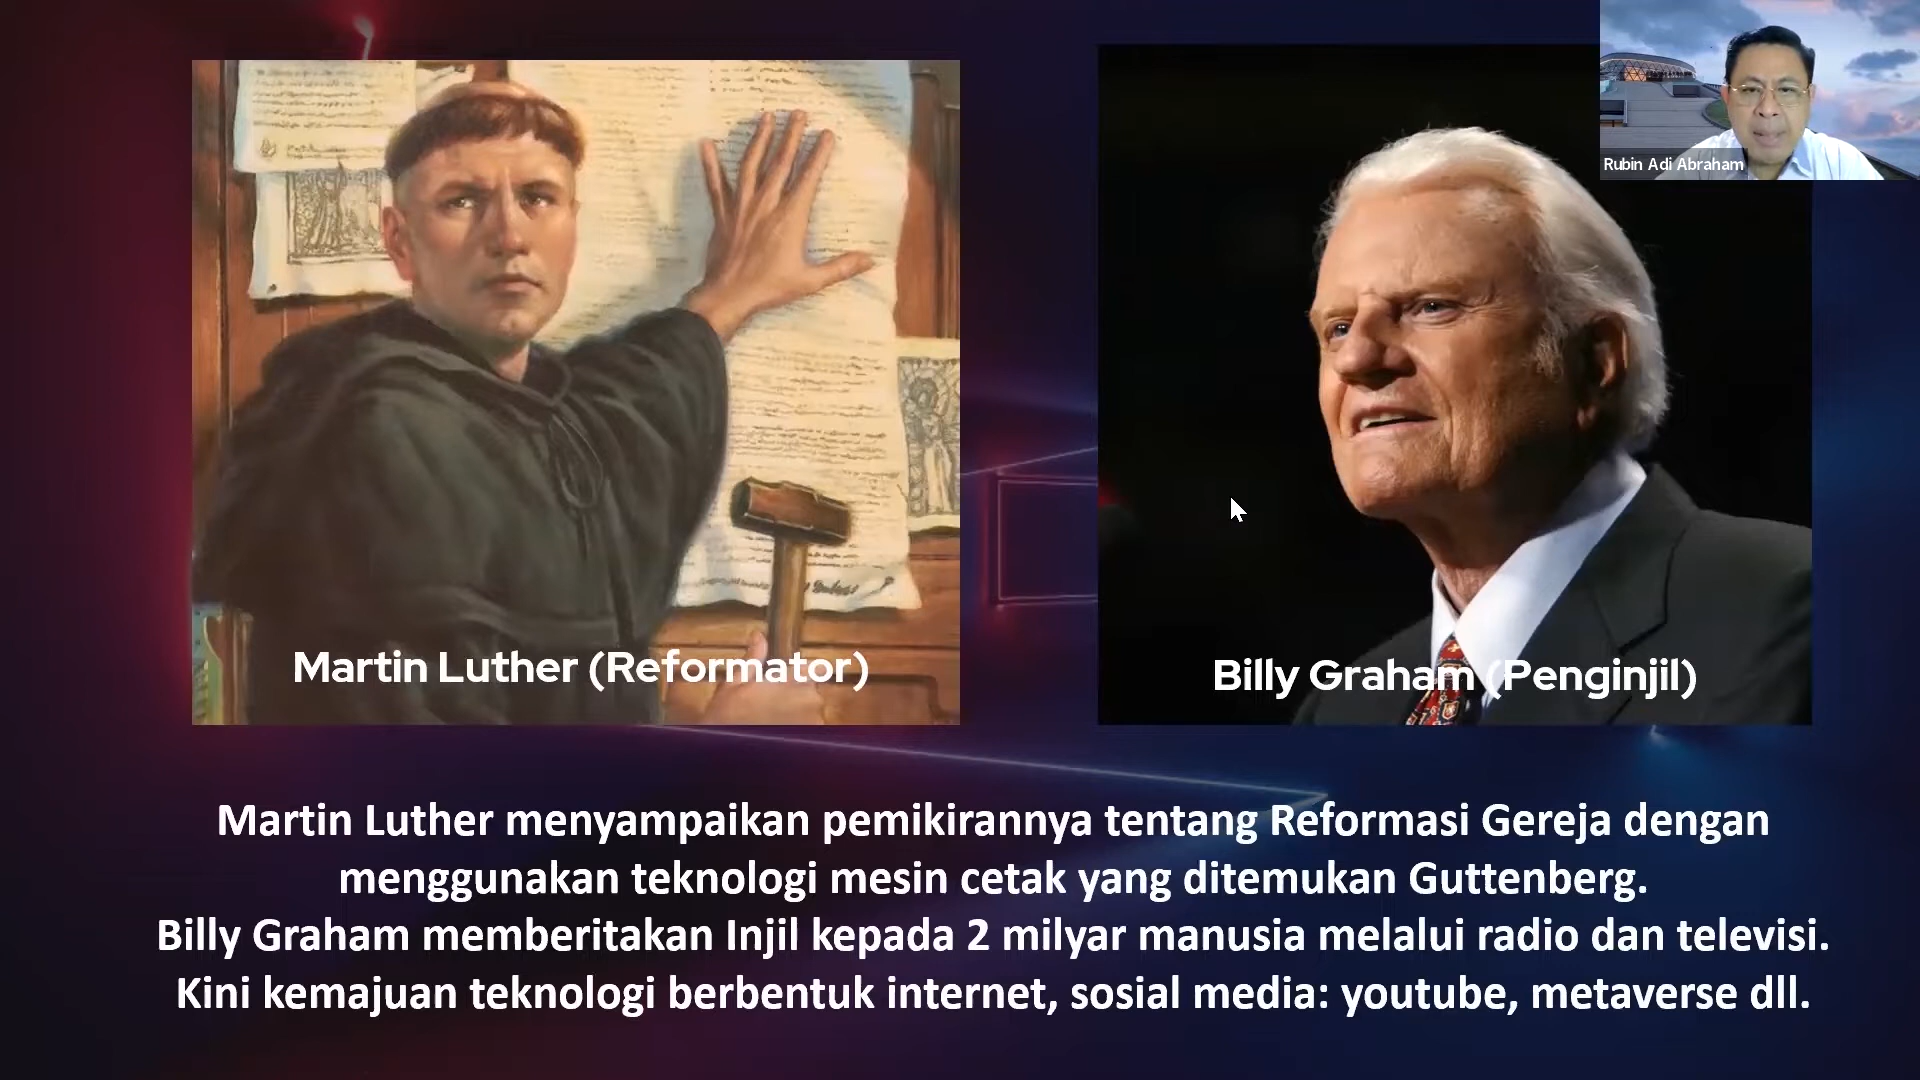 Rubin Adi Abraham
Martin Luther (Reformator)
Billy Graham (Penginjil)
Martin Luther menyampaikan pemikirannya tentang Reformasi Gereja dengan
menggunakan teknologi mesin cetak yang ditemukan Guttenberg.
Billy Graham memberitakan Injil kepada 2 milyar manusia melalui radio dan televisi.
Kini kemajuan teknologi berbentuk internet, sosial media: youtube, metaverse dll.